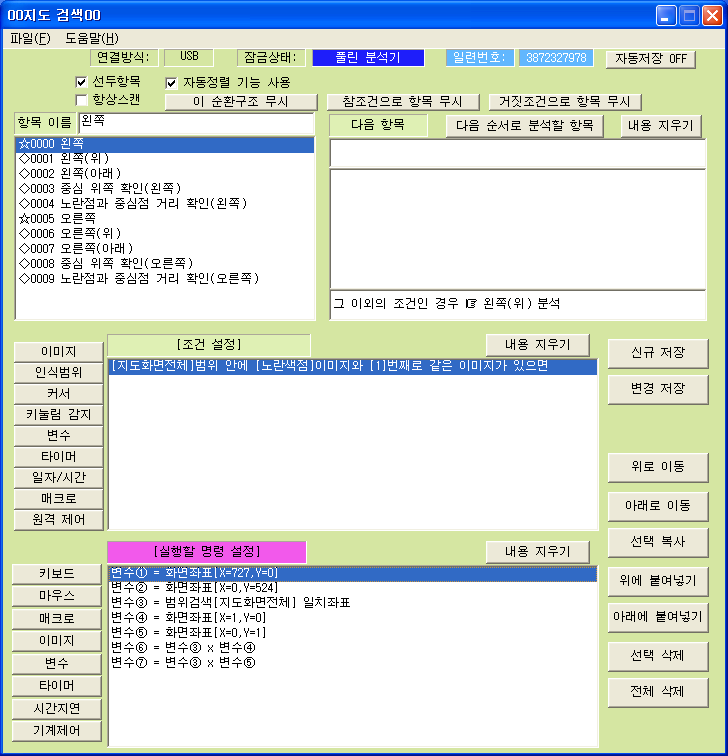 00지도 검색00
파일(F) 도움말(H)
연결방식: USB 잠금상태: 풀린 분석기 일련번호: 3872327978 자동저장 OFF
선두항목 자동정렬 기능 사용
항상스캔 이 순환구조 무시 참조건으로 항목 무시 거짓조건으로 항목 무시
항목 이름 왼쪽 다음 항목 다음 순서로 분석할 항목 내용 지우기
☆0000 왼쪽
◇0001 왼쪽(위)
◇0002 왼쪽(아래)
◇0003 중심 위쪽 확인(왼쪽)
◇0004 노란점과 중심점 거리 확인(왼쪽)
☆0005 오른쪽
◇0006 오른쪽(위)
◇0007 오른쪽(아래)
◇0008 중심 위쪽 확인(오른쪽)
◇0009 노란점과 중심점 거리 확인(오른쪽)
그 이외의 조건인 경우 ☞ 왼쪽(위) 분석
[조건 설정] 내용 지우기
이미지
인식범위
커서
키눌림 감지
변수
타이머
일자/시간
매크로
원격 제어
[지도화면전체]범위 안에 [노란색점]이미지와 [1]번째로 같은 이미지가 있으면
신규 저장
변경 저장
위로 이동
아래로 이동
선택 복사
위에 붙여넣기
아래에 붙여넣기
선택 삭제
전체 삭제
[실행할 명령 설정] 내용 지우기
키보드
마우스
매크로
이미지
변수
타이머
시간지연
기계제어
변수① = 화면좌표[X=727,Y=0]
변수② = 화면좌표[X=0,Y=524]
변수③ = 범위검색[지도화면전체] 일치좌표
변수④ = 화면좌표[X=1,Y=0]
변수⑤ = 화면좌표[X=0,Y=1]
변수⑥ = 변수③ x 변수④
변수⑦ = 변수③ x 변수⑤